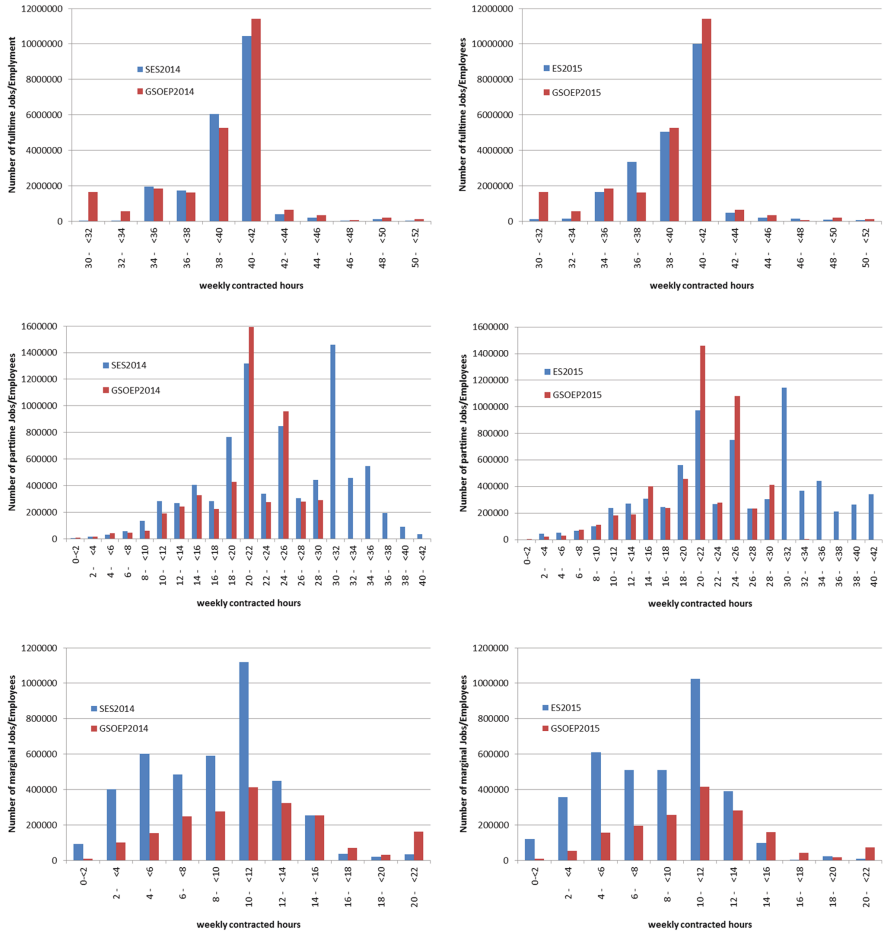 Number of fulltime Jobs/Emplyment
12000000
10000000
8000000
6000000
4000000
2000000
0
SES2014
GSOEP2014
30 - <32
32 - <34
34 - <36
36 - <38
38 - <40
40 - <42
42 - <44
44 - <46
46 - <48
48 - <50
50 - <52
weekly contracted hours
Number of fulltime Jobs/Employees
12000000
10000000
8000000
6000000
4000000
2000000
0
ES2015
GSOEP2015
30 - <32
32 - <34
34 - <36
36 - <38
38 - <40
40 - <42
42 - <44
44 - <46
46 - <48
48 - <50
50 - <52
weekly contracted hours
Number of parttime Jobs/Employees
1600000
1400000
1200000
1000000
800000
600000
400000
200000
0
SES2014
GSOEP2014
0-<2
2 - <4
4 - <6
6 - <8
8 - <10
10 - <12
12 - <14
14 - <16
16 - <18
18 - <20
20 - <22
22 - <24
24 - <26
26 - <28
28 - <30
30 - <32
32 - <34
34 - <36
36 - <38
38 - <40
40 - <42
weekly contracted hours
Number of parttime Jobs/Employees
1600000
1400000
1200000
1000000
800000
600000
400000
200000
0
ES2015
GSOEP2015
0-<2
2 - <4
4 - <6
6 - <8
8 - <10
10 - <12
12 - <14
14 - <16
16 - <18
18 - <20
20 - <22
22 - <24
24 - <26
26 - <28
28 - <30
30 - <32
32 - <34
34 - <36
36 - <38
38 - <40
40 - <42
weekly contracted hours
Number of marginal Jobs/Employees
1200000
1000000
800000
600000
400000
200000
0
SES2014
GSOEP2014
0-<2
2 - <4
4 - <6
6 - <8
8 - <10
10 - <12
12 - <14
14 - <16
16 - <18
18 - <20
20 - <22
weekly contracted hours
Number of marginal Jobs/Employees
1200000
1000000
800000
600000
400000
200000
0
ES2015
GSOEP2015
0-<2
2 - <4
4 - <6
6 - <8
8 - <10
10 - <12
12 - <14
14 - <16
16 - <18
18 - <20
20 - <22
weekly contracted hours